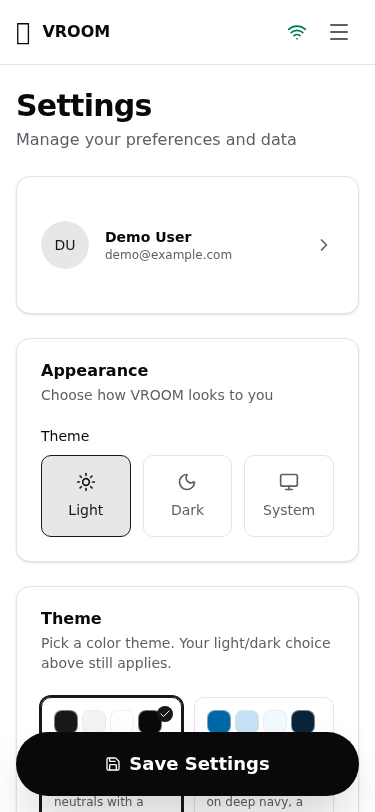 VROOM
Settings
Manage your preferences and data
DU
Demo User
demo@example.com
Appearance
Choose how VROOM looks to you
Theme
Light
Dark
System
Theme
Pick a color theme. Your light/dark choice
above still applies.
Save Settings
neutrals with a
on deep navy, a